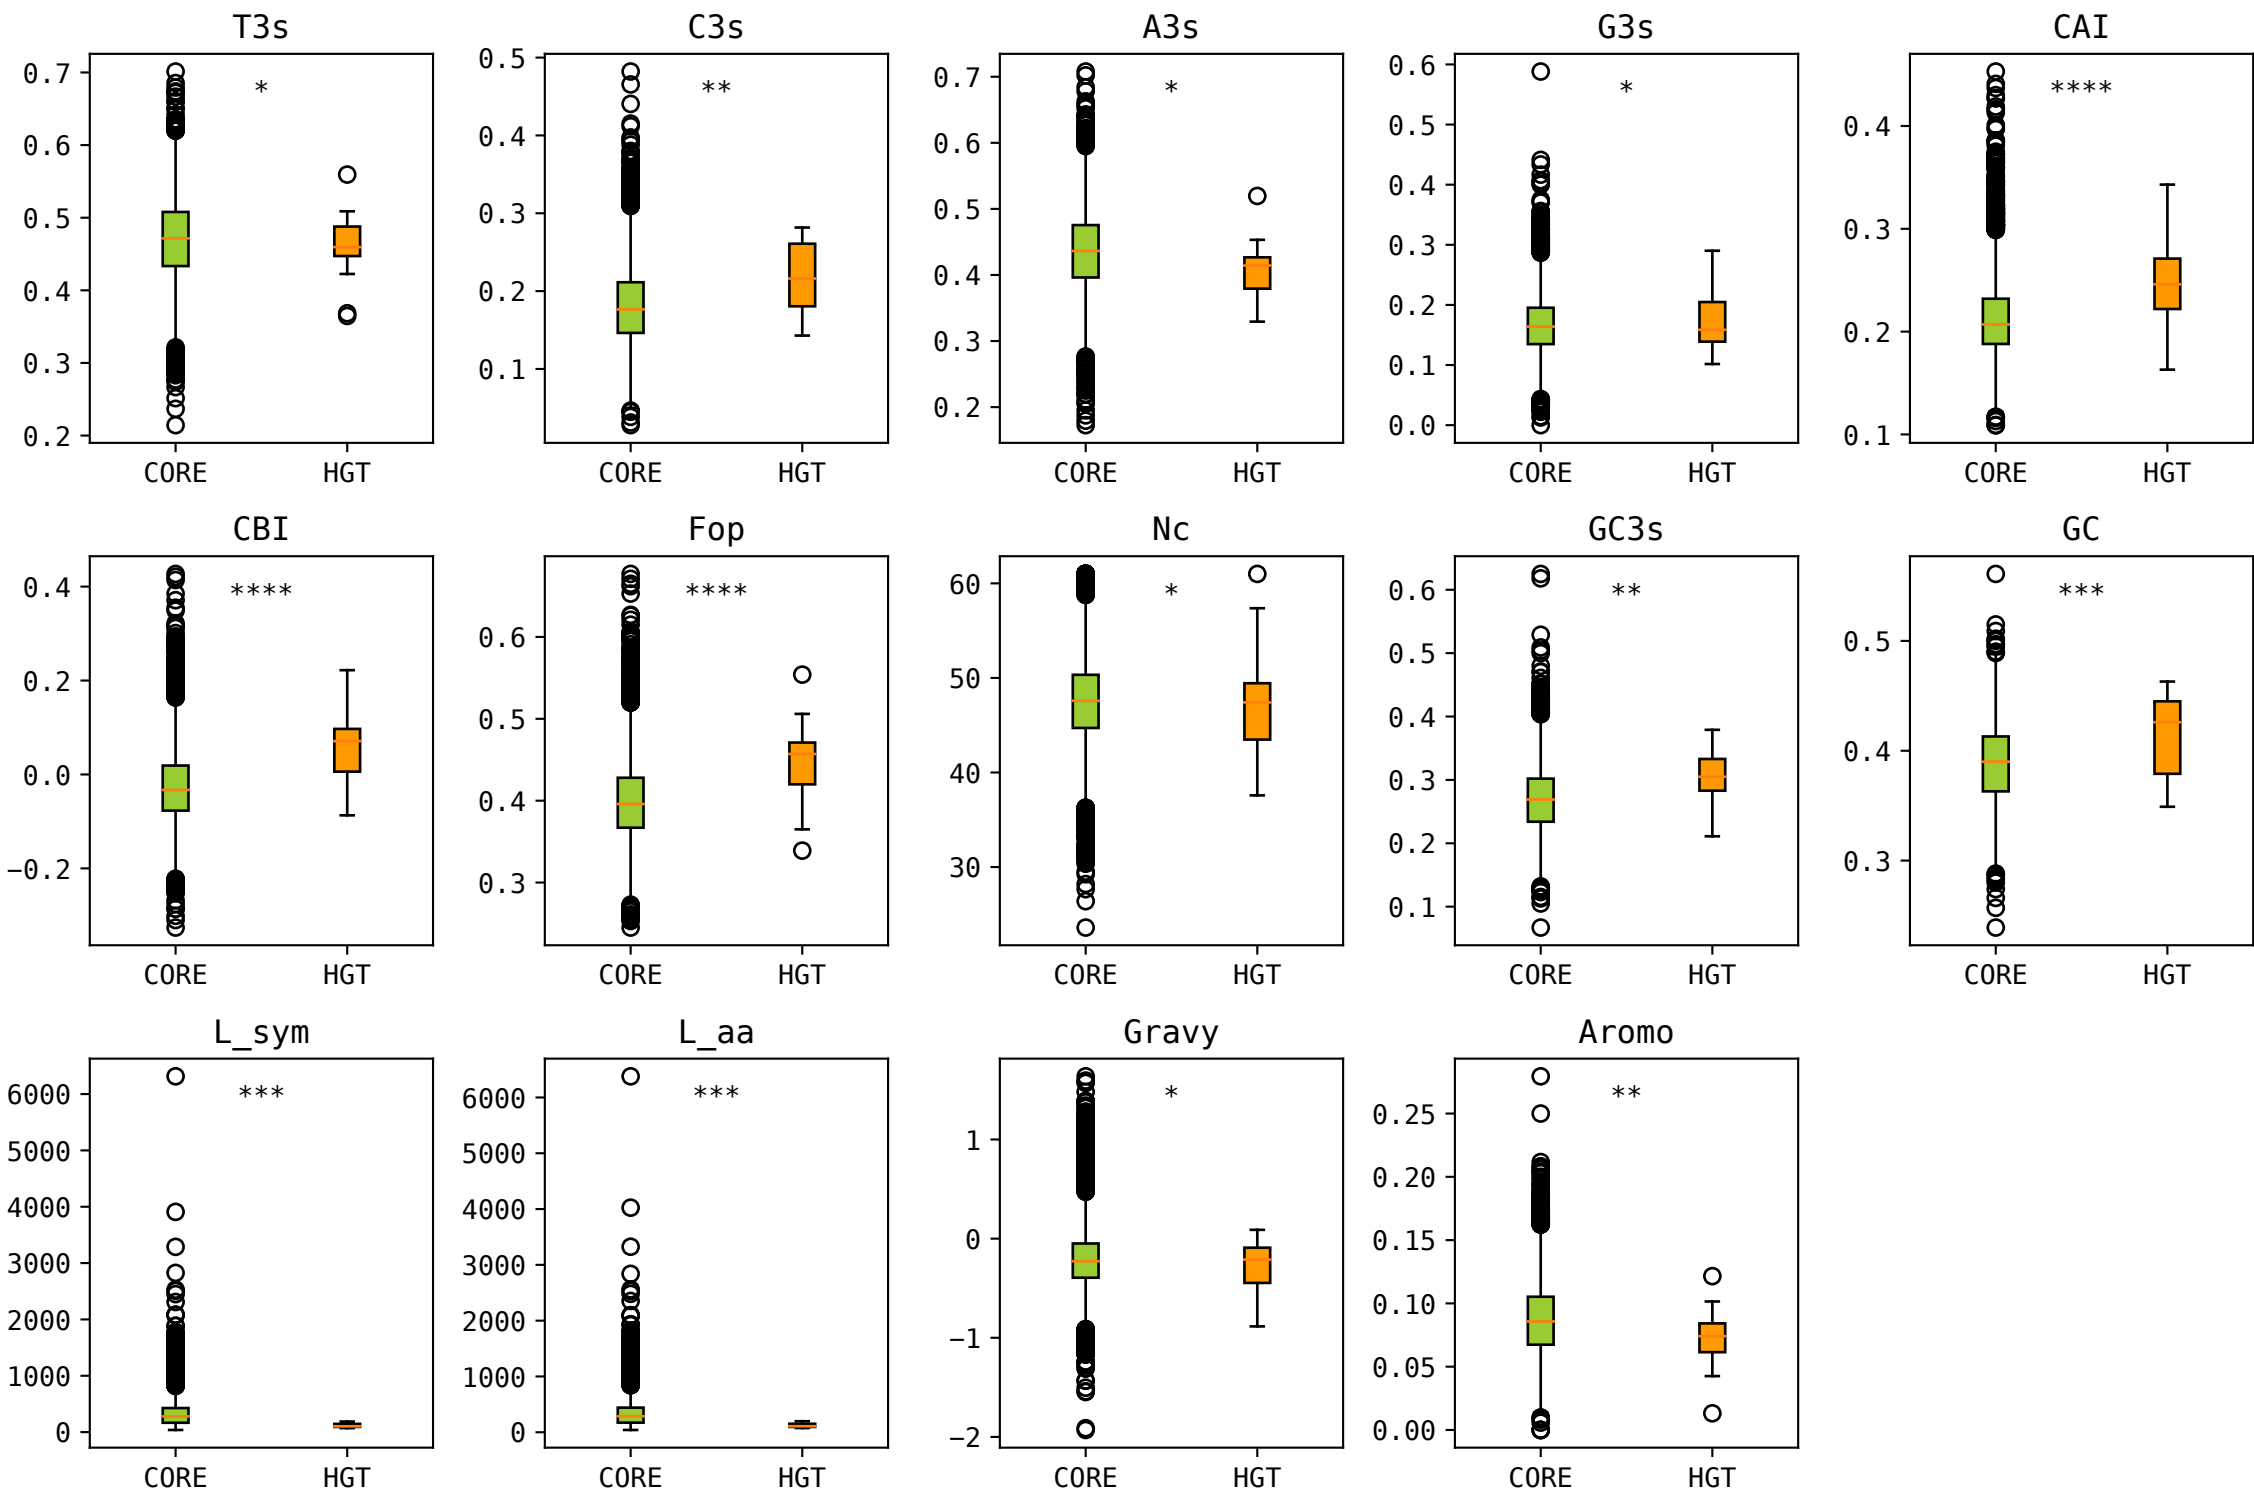 T3s C3s A3s G3s CAI
* ** * * ****
0.7 0.6 0.5 0.4 0.3 0.2
0.5 0.4 0.3 0.2 0.1
0.7 0.6 0.5 0.4 0.3 0.2
0.6 0.5 0.4 0.3 0.2 0.1 0.0
0.4 0.3 0.2 0.1
CORE HGT CORE HGT CORE HGT CORE HGT CORE HGT
CBI Fop Nc GC3s GC
**** **** * ** ***
0.4 0.2 0.0 −0.2
0.6 0.5 0.4 0.3
60 50 40 30
0.6 0.5 0.4 0.3 0.2 0.1
0.5 0.4 0.3
CORE HGT CORE HGT CORE HGT CORE HGT CORE HGT
L_sym L_aa Gravy Aromo
*** *** * **
6000 5000 4000 3000 2000 1000 0
6000 5000 4000 3000 2000 1000 0
1 0 −1 −2
0.25 0.20 0.15 0.10 0.05 0.00
CORE HGT CORE HGT CORE HGT CORE HGT